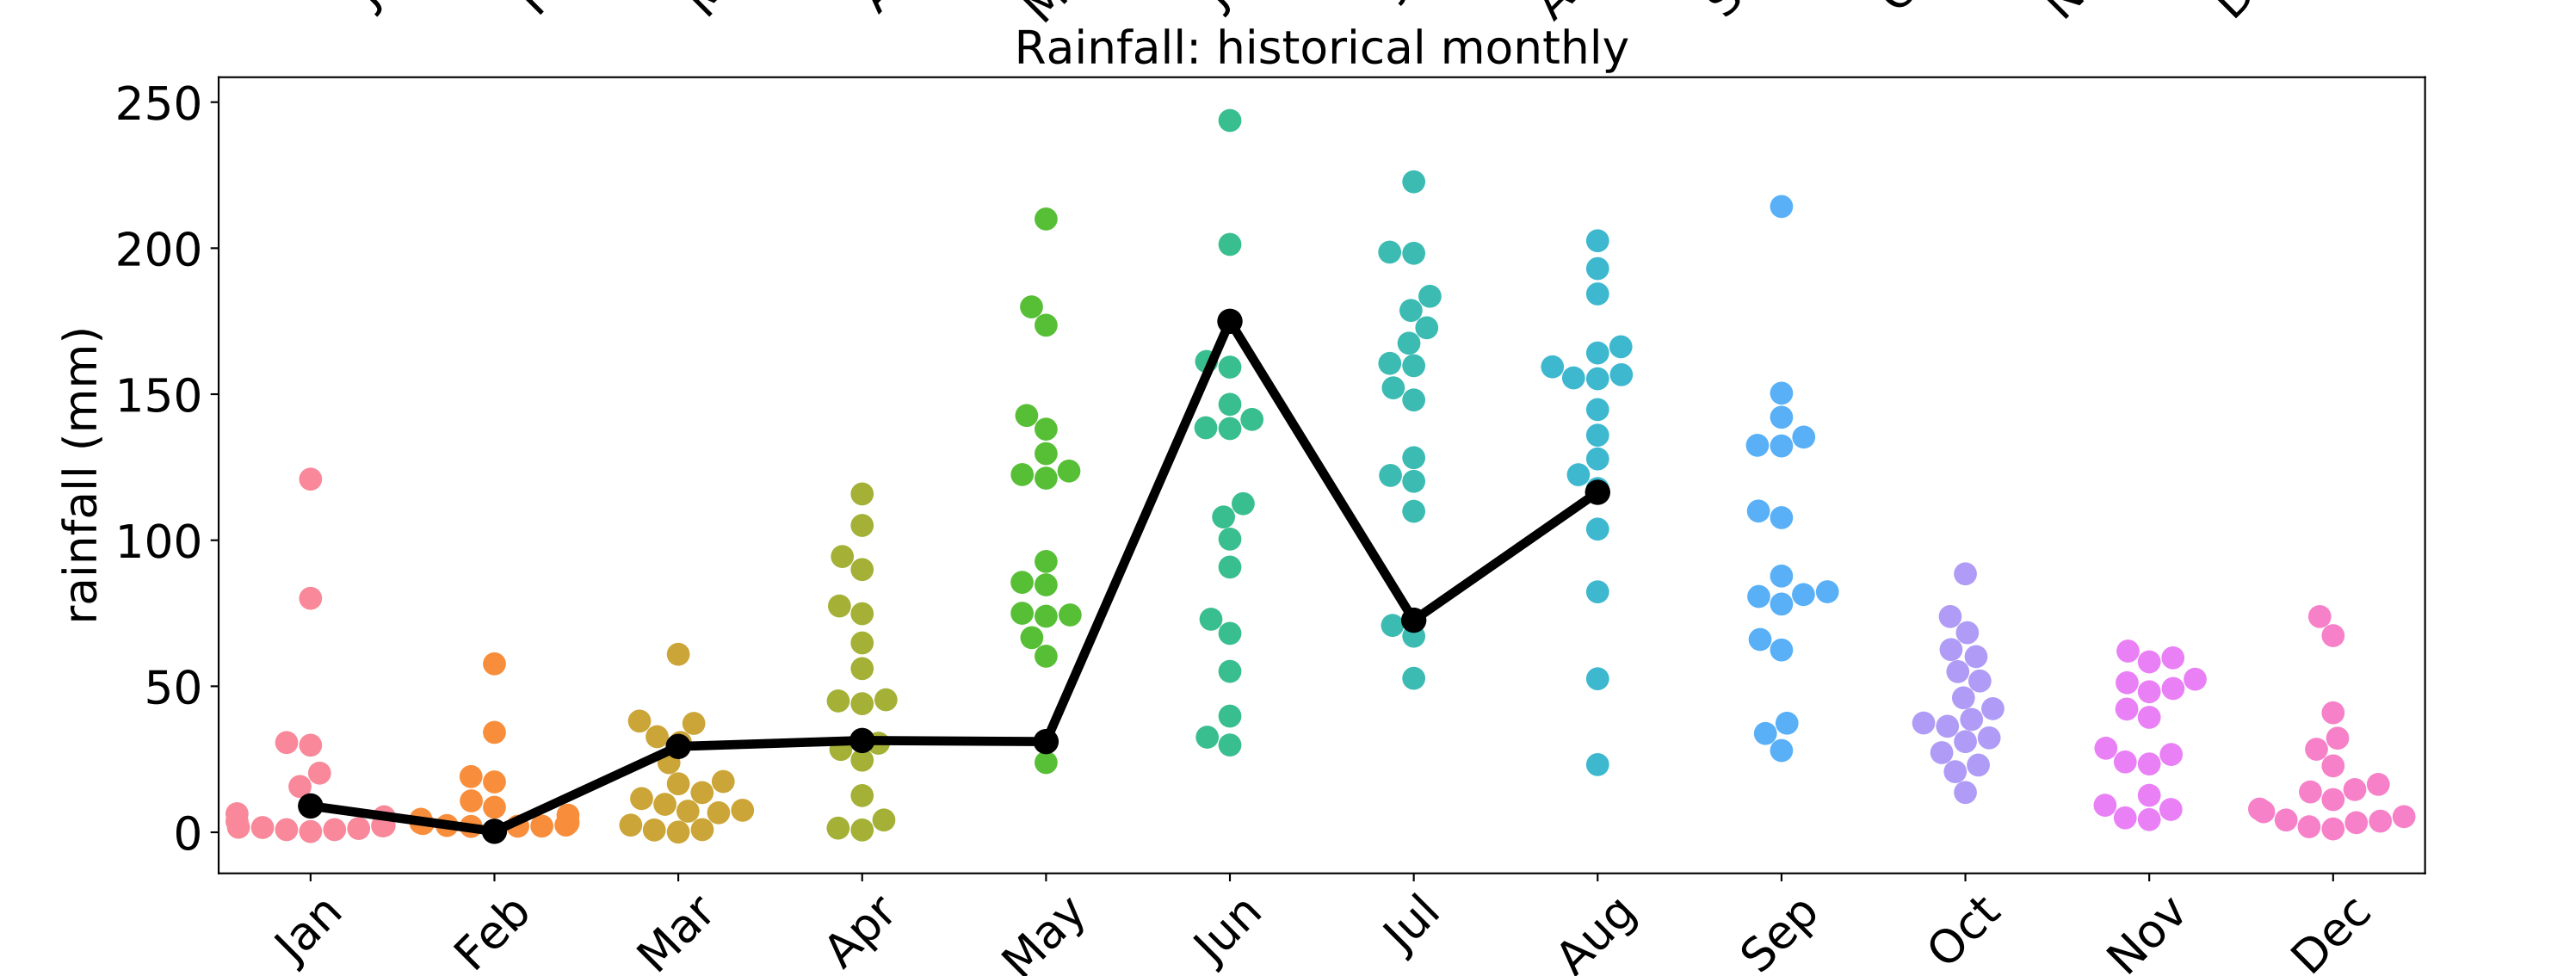 Rainfall: historical monthly
rainfall (mm)
250
200
150
100
50
0
Jan
Feb
Mar
Apr
May
Jun
Jul
Aug
Sep
Oct
Nov
Dec